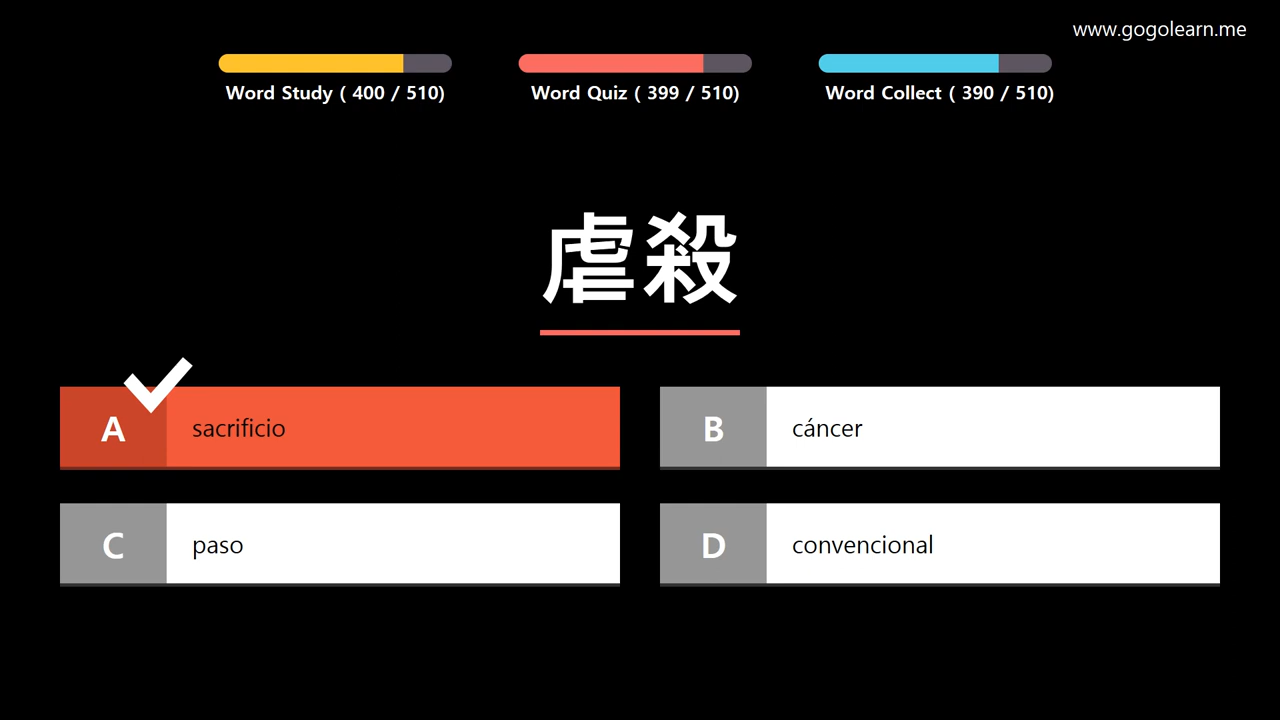 www.gogolearn.me
Word Study ( 400 / 510)
Word Quiz ( 399 / 510)
Word Collect ( 390 / 510)
虐殺
A sacrificio
B cáncer
C paso
D convencional